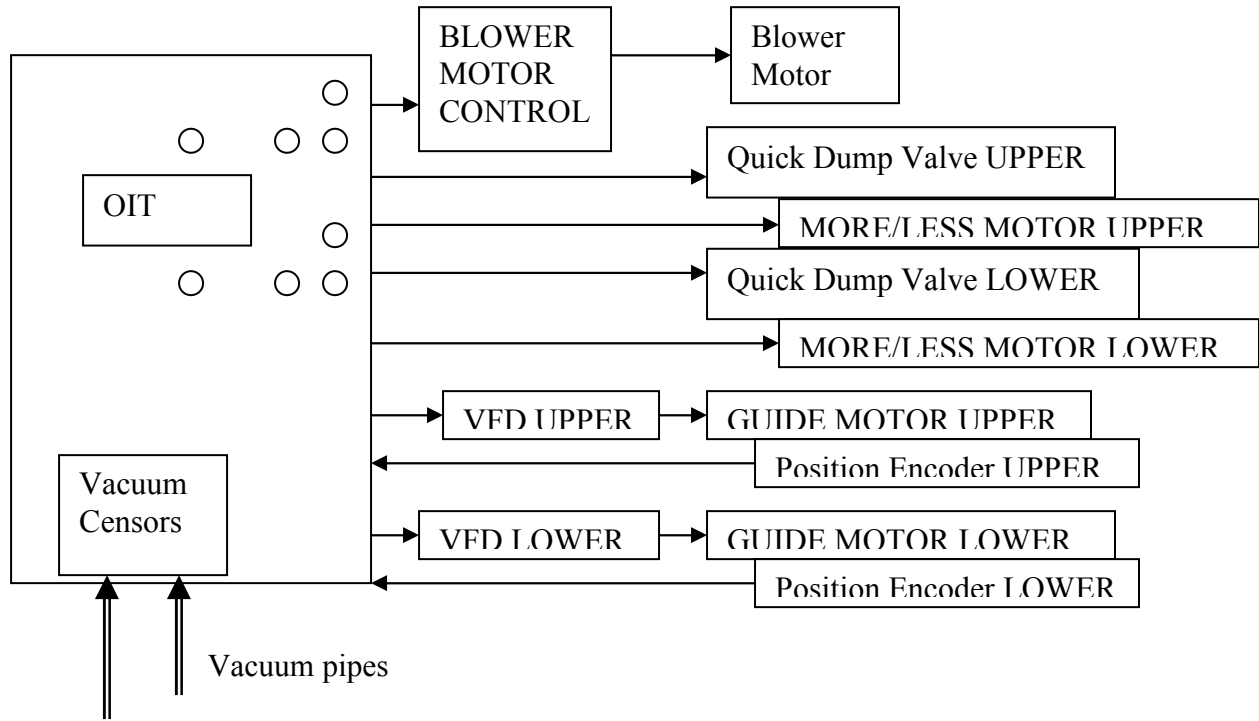 BLOWER
MOTOR
CONTROL
Blower
Motor
Quick Dump Valve UPPER
OIT
MORE/LESS MOTOR UPPER
Quick Dump Valve LOWER
MORE/LESS MOTOR LOWER
VFD UPPER
GUIDE MOTOR UPPER
Position Encoder UPPER
Vacuum
Censors
VFD LOWER
GUIDE MOTOR LOWER
Position Encoder LOWER
Vacuum pipes